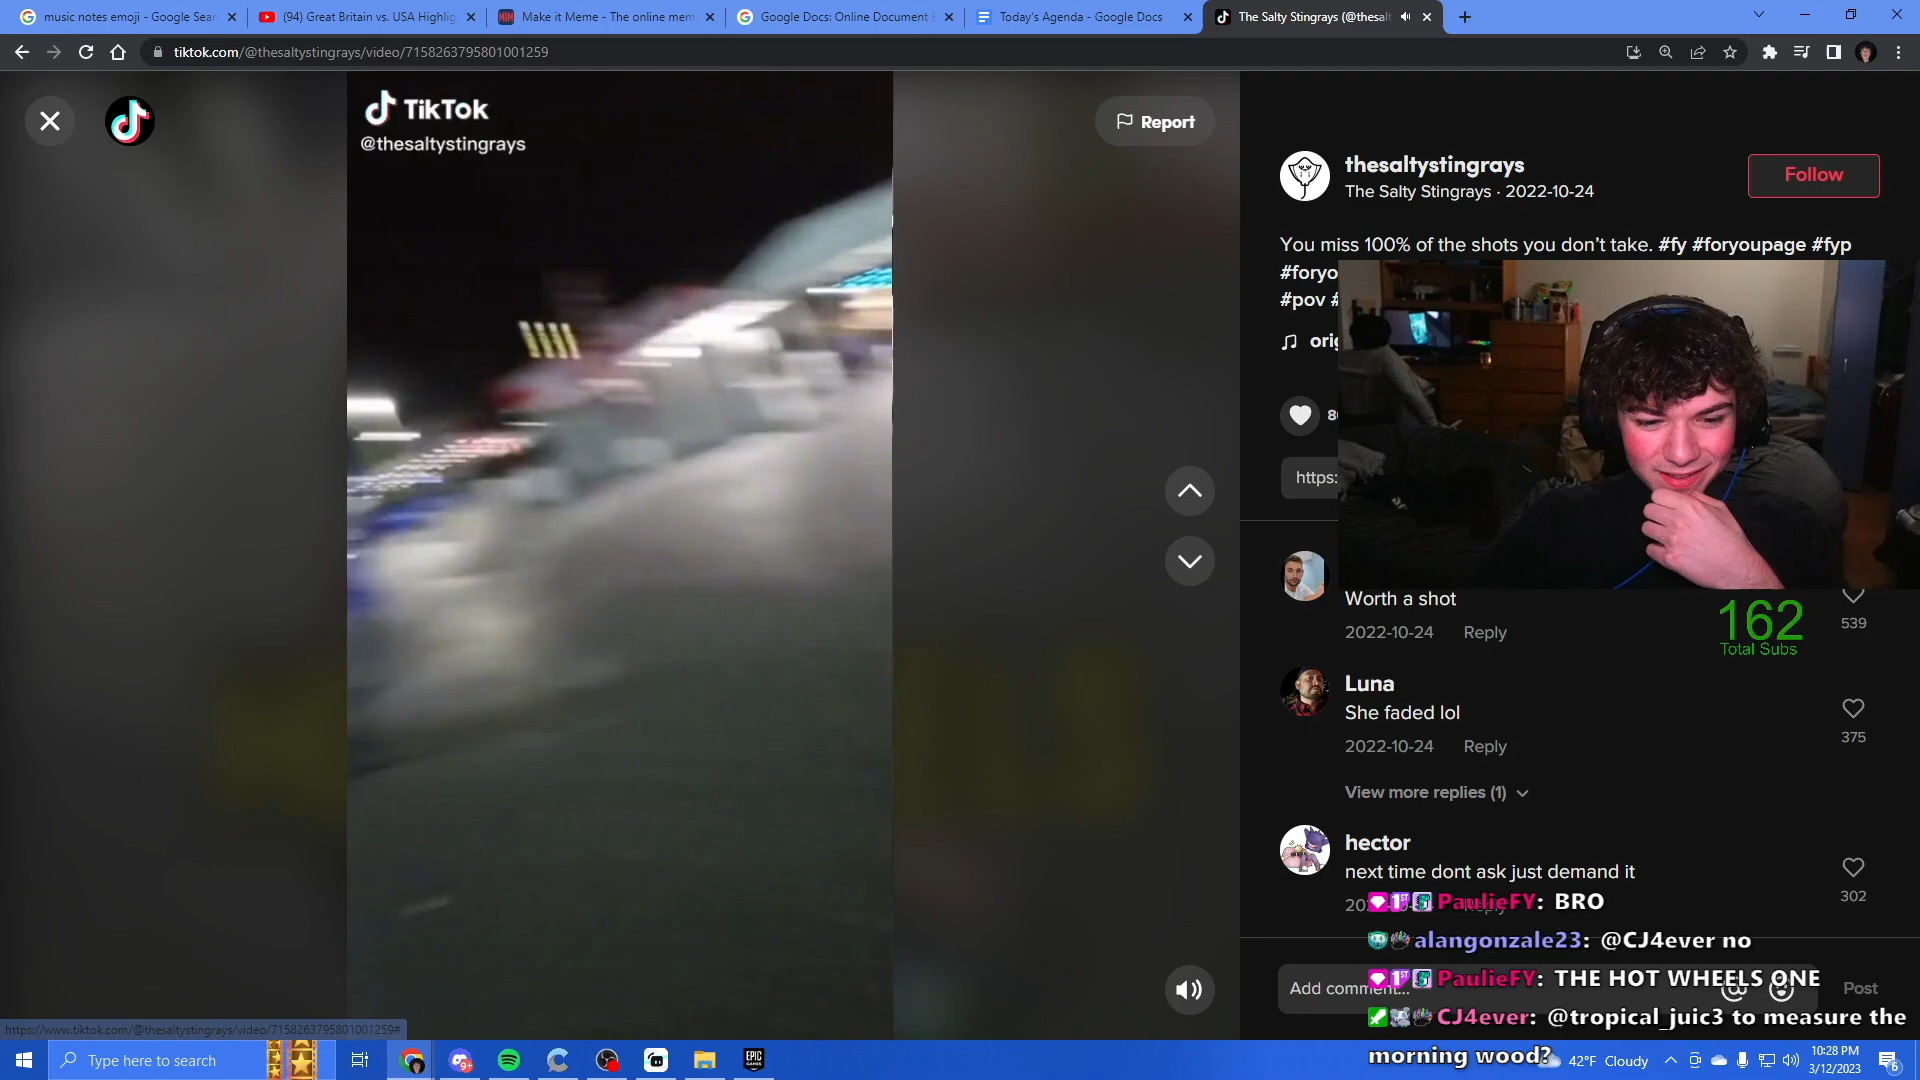 music notes emoji - Google Sear
(94) Great Britain vs. USA Highlig
Make it Meme - The online mem
Google Docs: Online Document E
Today's Agenda - Google Docs
The Salty Stingrays (@thesalt
tiktok.com/@thesaltystingrays/video/7158263795801001259
TikTok
@thesaltystingrays
Report
thesaltystingrays
The Salty Stingrays · 2022-10-24
Follow
You miss 100% of the shots you don't take. #fy #foryoupage #fyp
#foryo
#pov #
orig
https:
Worth a shot
2022-10-24 Reply
539
162
Total Subs
Luna
She faded lol
2022-10-24 Reply
375
View more replies (1)
hector
next time dont ask just demand it
302
PaulieFY: BRO
alangonzale23: @CJ4ever no
PaulieFY: THE HOT WHEELS ONE
Add comment...
Post
CJ4ever: @tropical_juic3 to measure the
morning wood?
https://www.tiktok.com/@thesaltystingrays/video/7158263795801001259#
Type here to search
9+
EPIC
GAMES
42°F Cloudy
10:28 PM
3/12/2023
6